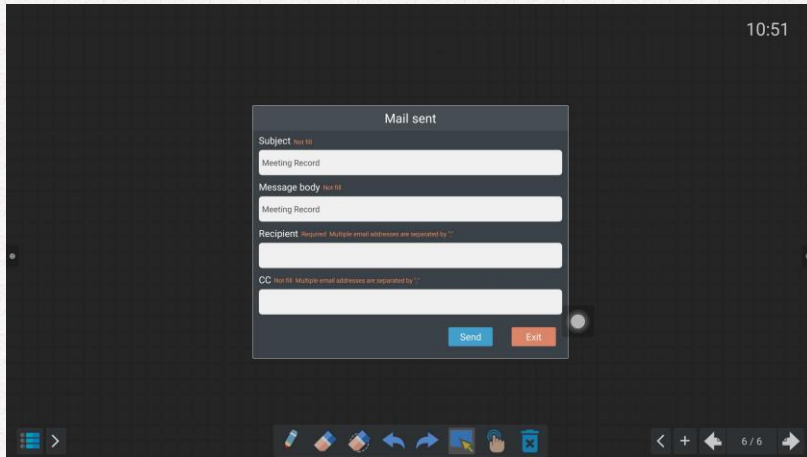 10:51
Mail sent
Subject Not fill
Meeting Record
Message body Not fill
Meeting Record
Recipient Required Multiple email addresses are separated by ";"
CC Not fill Multiple email addresses are separated by ";"
Send Exit
6 / 6